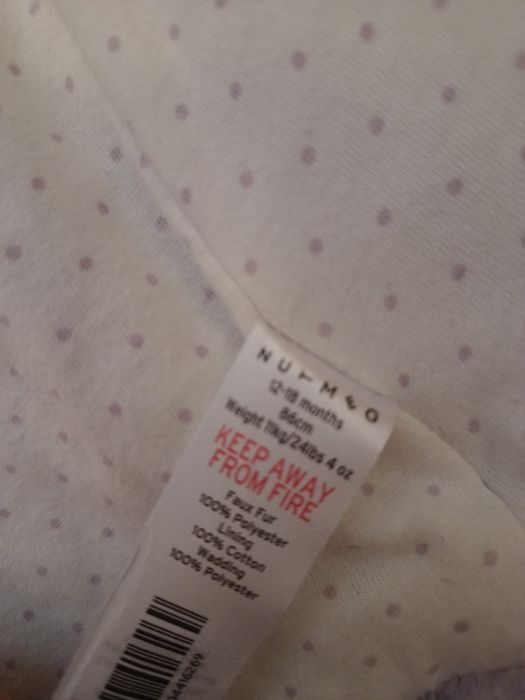 NUTMEG
12-18 months
86cm
Weight 11kg/24lbs 4 oz
KEEP AWAY
FROM FIRE
Faux Fur
100% Polyester
Lining
100% Cotton
Wadding
100% Polyester